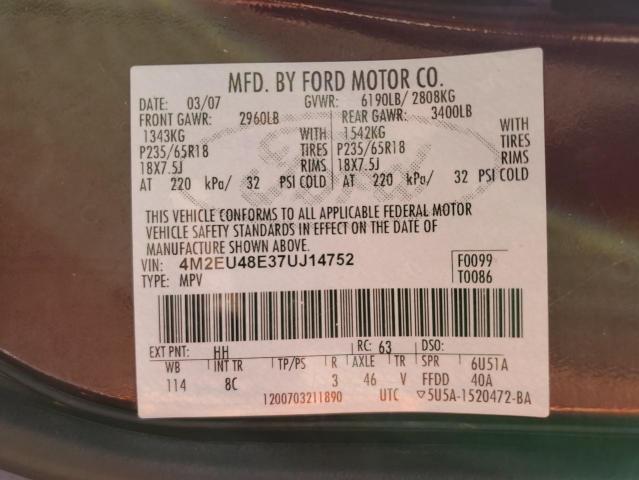 MFD. BY FORD MOTOR CO.
DATE: 03/07 GVWR: 6190LB/ 2808KG
FRONT GAWR: 2960LB REAR GAWR: 3400LB
1343KG WITH 1542KG WITH
P235/65R18 TIRES P235/65R18 TIRES
18X7.5J RIMS 18X7.5J RIMS
AT 220 kPa/ 32 PSI COLD AT 220 kPa/ 32 PSI COLD
THIS VEHICLE CONFORMS TO ALL APPLICABLE FEDERAL MOTOR
VEHICLE SAFETY STANDARDS IN EFFECT ON THE DATE OF
MANUFACTURE SHOWN ABOVE.
VIN: 4M2EU48E37UJ14752 F0099
TYPE: MPV T0086
EXT PNT: HH RC: 63 DSO:
WB INT TR TP/PS R AXLE TR SPR 6U51A
114 8C 3 46 V FFDD 40A
1200703211890 UTC ▽5U5A-1520472-BA